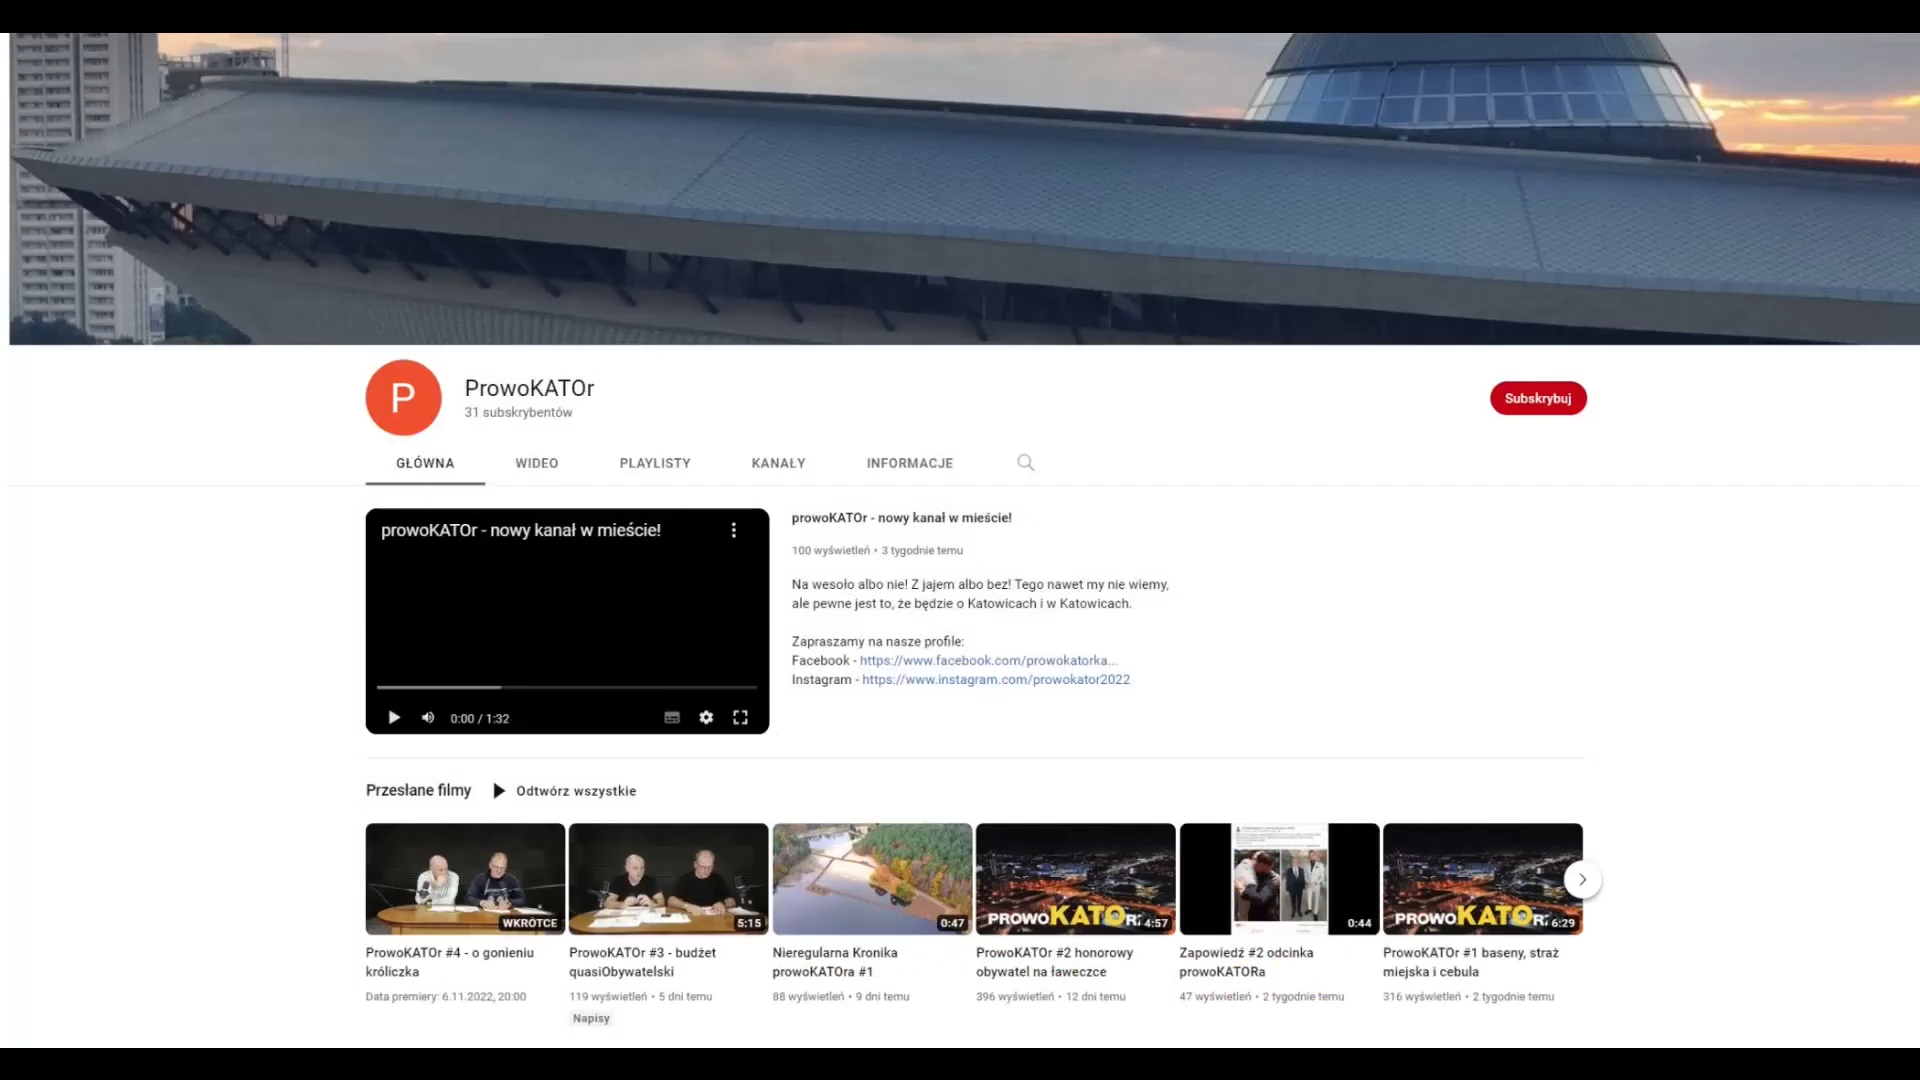 P
ProwoKATOr
31 subskrybentów
Subskrybuj
GŁÓWNA
WIDEO
PLAYLISTY
KANAŁY
INFORMACJE
prowoKATOr - nowy kanał w mieście!
0:00 / 1:32
prowoKATOr - nowy kanał w mieście!
100 wyświetleń • 3 tygodnie temu
Na wesoło albo nie! Z jajem albo bez! Tego nawet my nie wiemy,
ale pewne jest to, że będzie o Katowicach i w Katowicach.
Zapraszamy na nasze profile:
Facebook - https://www.facebook.com/prowokatorka...
Instagram - https://www.instagram.com/prowokator2022
Przesłane filmy
Odtwórz wszystkie
WKRÓTCE
ProwoKATOr #4 - o gonieniu
króliczka
Data premiery: 6.11.2022, 20:00
5:15
ProwoKATOr #3 - budżet
quasiObywatelski
119 wyświetleń • 5 dni temu
Napisy
0:47
Nieregularna Kronika
prowoKATOra #1
88 wyświetleń • 9 dni temu
PROWOKATOR
4:57
ProwoKATOr #2 honorowy
obywatel na ławeczce
396 wyświetleń • 12 dni temu
0:44
Zapowiedź #2 odcinka
prowoKATORa
47 wyświetleń • 2 tygodnie temu
PROWOKATOR
6:29
ProwoKATOr #1 baseny, straż
miejska i cebula
316 wyświetleń • 2 tygodnie temu